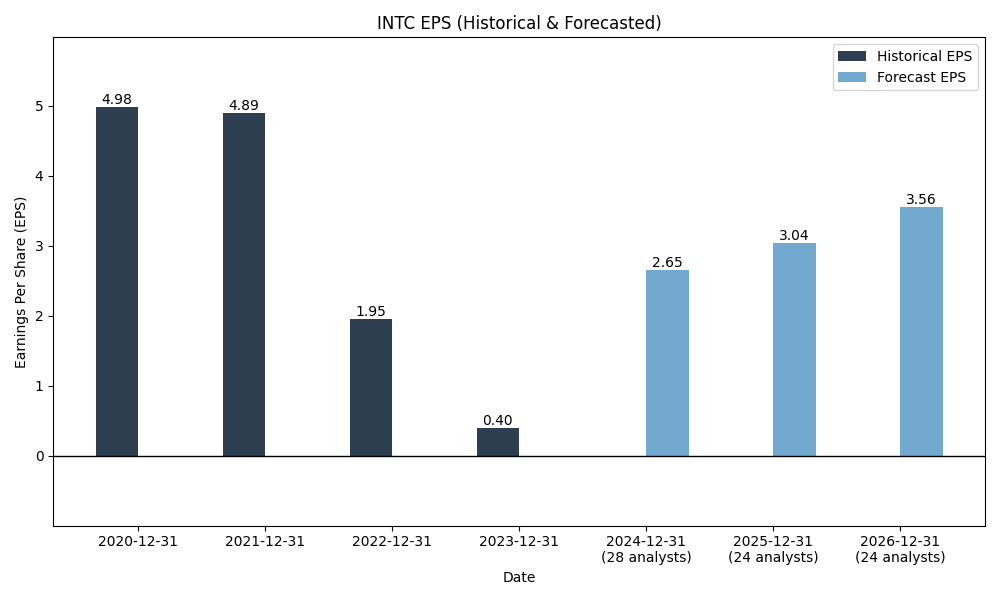 INTC EPS (Historical & Forecasted)
Historical EPS
Forecast EPS
Earnings Per Share (EPS)
5
4
3
2
1
0
4.98
4.89
1.95
0.40
2.65
3.04
3.56
2020-12-31
2021-12-31
2022-12-31
2023-12-31
2024-12-31
(28 analysts)
2025-12-31
(24 analysts)
2026-12-31
(24 analysts)
Date